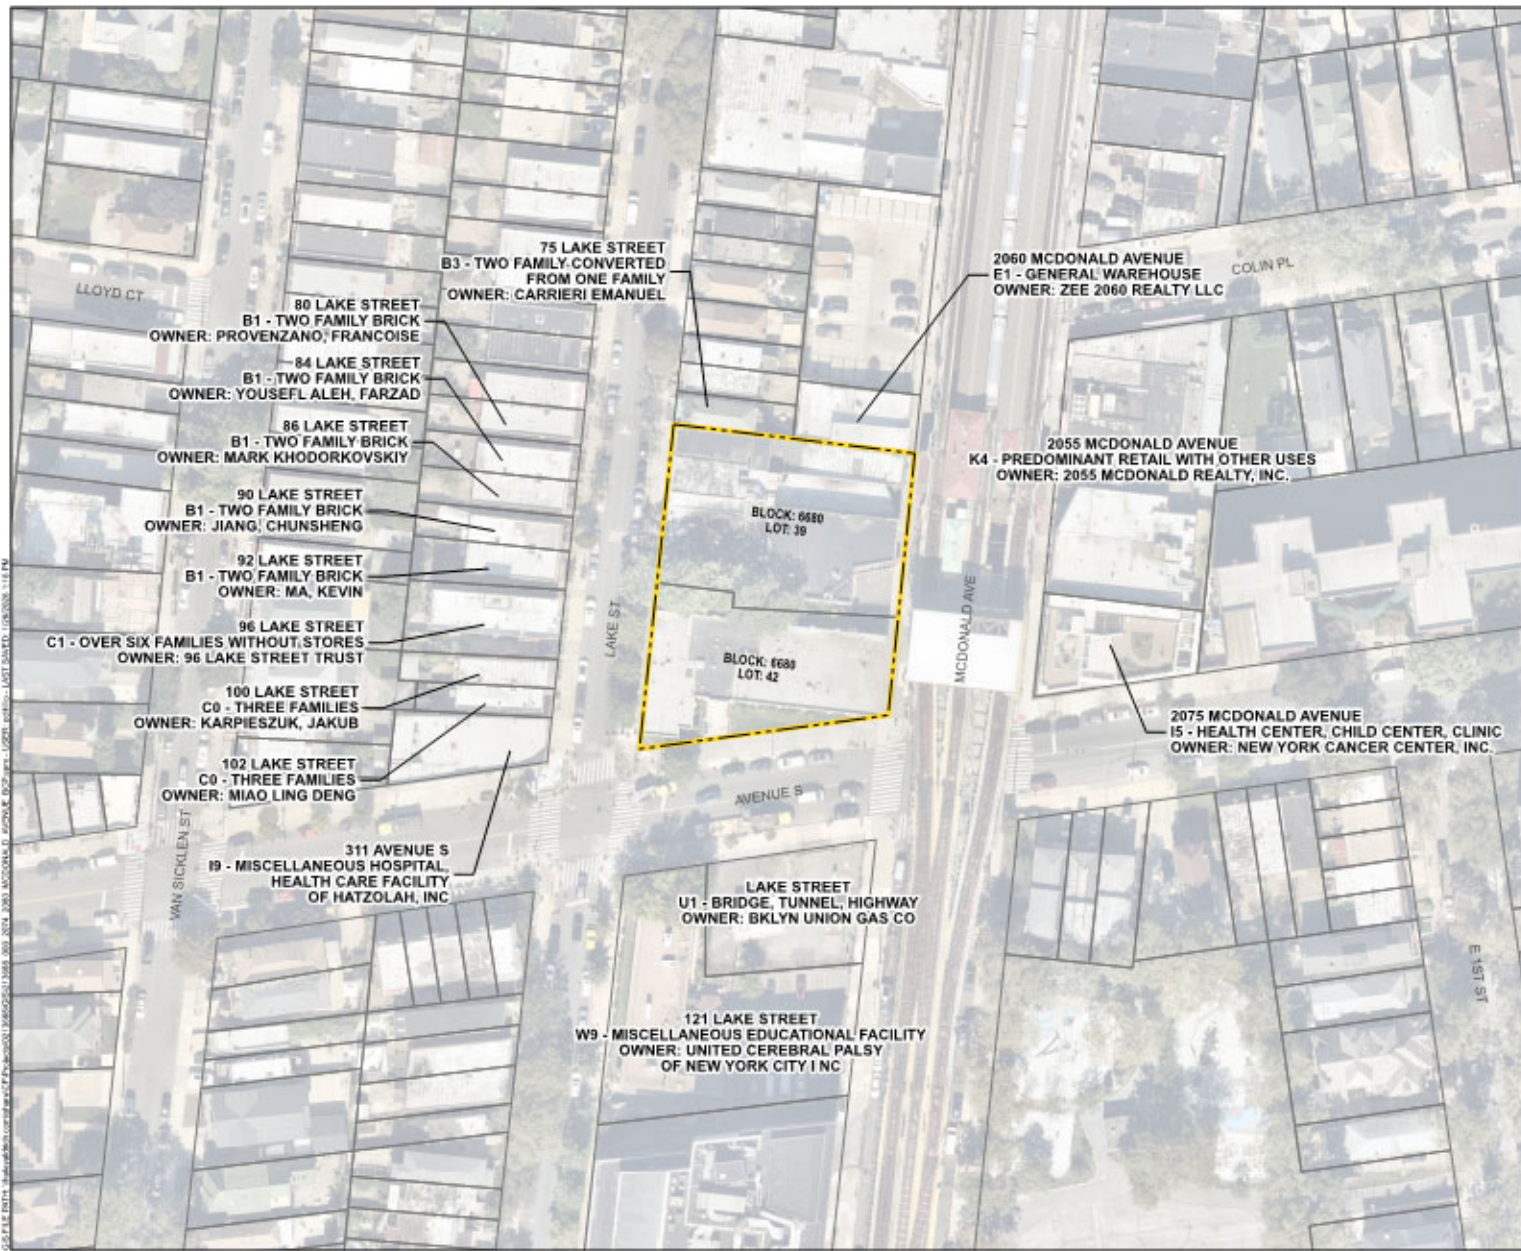 75 LAKE STREET
B3 - TWO FAMILY CONVERTED
FROM ONE FAMILY
OWNER: CARRIERI EMANUEL
2060 MCDONALD AVENUE
E1 - GENERAL WAREHOUSE
OWNER: ZEE 2060 REALTY LLC
COLIN PL
LLOYD CT
80 LAKE STREET
B1 - TWO FAMILY BRICK
OWNER: PROVENZANO, FRANCOISE
84 LAKE STREET
B1 - TWO FAMILY BRICK
OWNER: YOUSEFLALEH, FARZAD
86 LAKE STREET
B1 - TWO FAMILY BRICK
OWNER: MARK KHODORKOVSKIY
2055 MCDONALD AVENUE
K4 - PREDOMINANT RETAIL WITH OTHER USES
OWNER: 2055 MCDONALD REALTY, INC.
90 LAKE STREET
B1 - TWO FAMILY BRICK
OWNER: JIANG, CHUNSHENG
BLOCK: 6680
LOT: 39
92 LAKE STREET
B1 - TWO FAMILY BRICK
OWNER: MA, KEVIN
LAKE ST
MCDONALD AVE
96 LAKE STREET
C1 - OVER SIX FAMILIES WITHOUT STORES
OWNER: 96 LAKE STREET TRUST
BLOCK: 6680
LOT: 42
100 LAKE STREET
C0 - THREE FAMILIES
OWNER: KARPIESZUK, JAKUB
2075 MCDONALD AVENUE
I5 - HEALTH CENTER, CHILD CENTER, CLINIC
OWNER: NEW YORK CANCER CENTER, INC.
102 LAKE STREET
C0 - THREE FAMILIES
OWNER: MIAO LING DENG
AVENUE S
VAN SICKLEN ST
311 AVENUE S
I9 - MISCELLANEOUS HOSPITAL,
HEALTH CARE FACILITY
OF HATZOLAH, INC
LAKE STREET
U1 - BRIDGE, TUNNEL, HIGHWAY
OWNER: BKLYN UNION GAS CO
E 1ST ST
121 LAKE STREET
W9 - MISCELLANEOUS EDUCATIONAL FACILITY
OWNER: UNITED CEREBRAL PALSY
OF NEW YORK CITY I NC